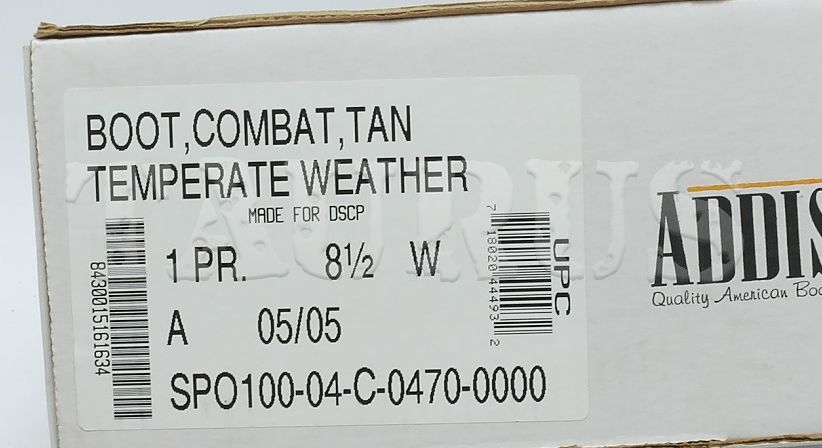 BOOT,COMBAT,TAN
TEMPERATE WEATHER
MADE FOR DSCP
1 PR. 8½ W
A 05/05
SPO100-04-C-0470-0000
8430015161634
7 18020 44493 2
UPC
TAURUS
ADDIS
Quality American Boo